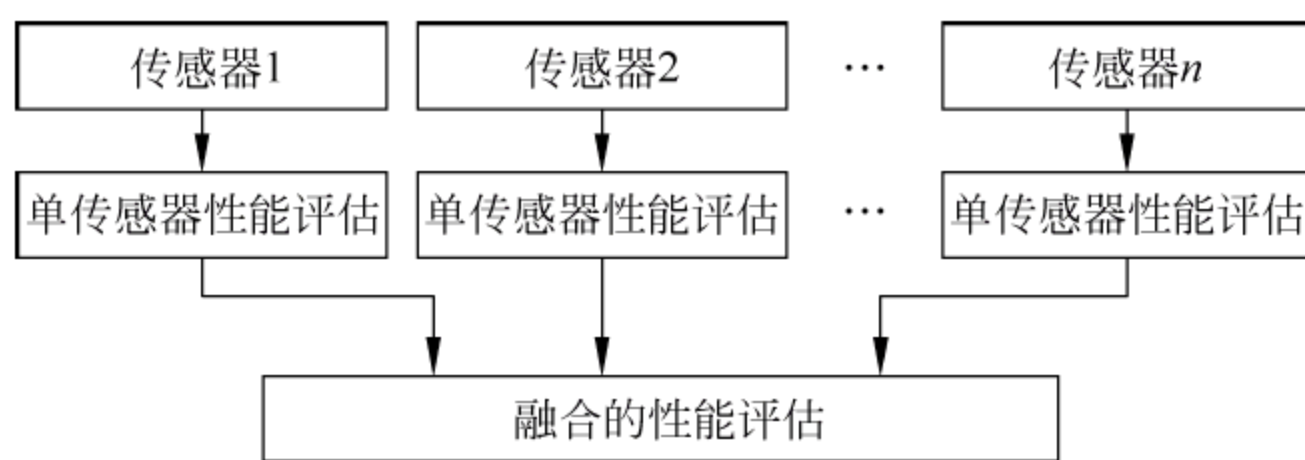 传感器1 传感器2 … 传感器n
单传感器性能评估 单传感器性能评估 … 单传感器性能评估
融合的性能评估